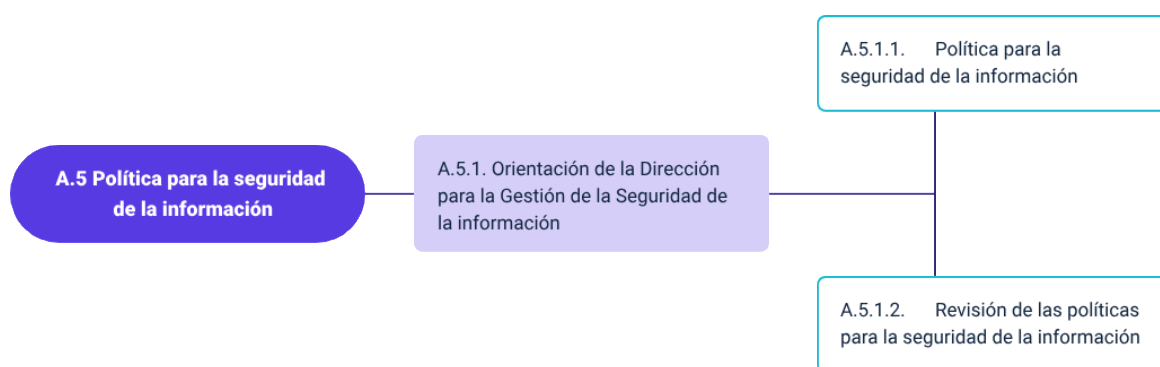 A.5.1.1. Política para la
seguridad de la información
A.5 Política para la seguridad
de la información
A.5.1. Orientación de la Dirección
para la Gestión de la Seguridad de
la información
A.5.1.2. Revisión de las políticas
para la seguridad de la información